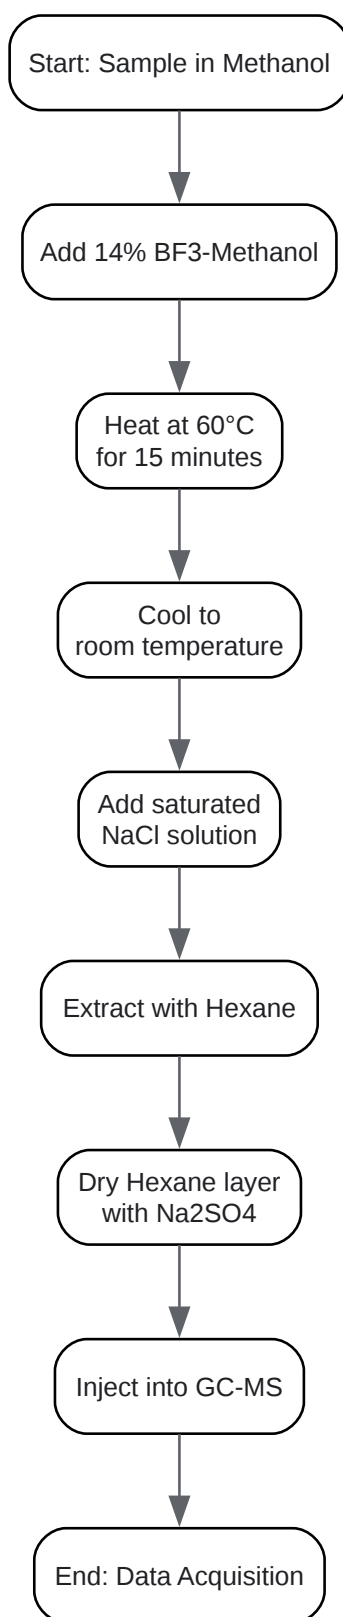 Start: Sample in Methanol
Add 14% BF3-Methanol
Heat at 60°C
for 15 minutes
Cool to
room temperature
Add saturated
NaCl solution
Extract with Hexane
Dry Hexane layer
with Na2SO4
Inject into GC-MS
End: Data Acquisition